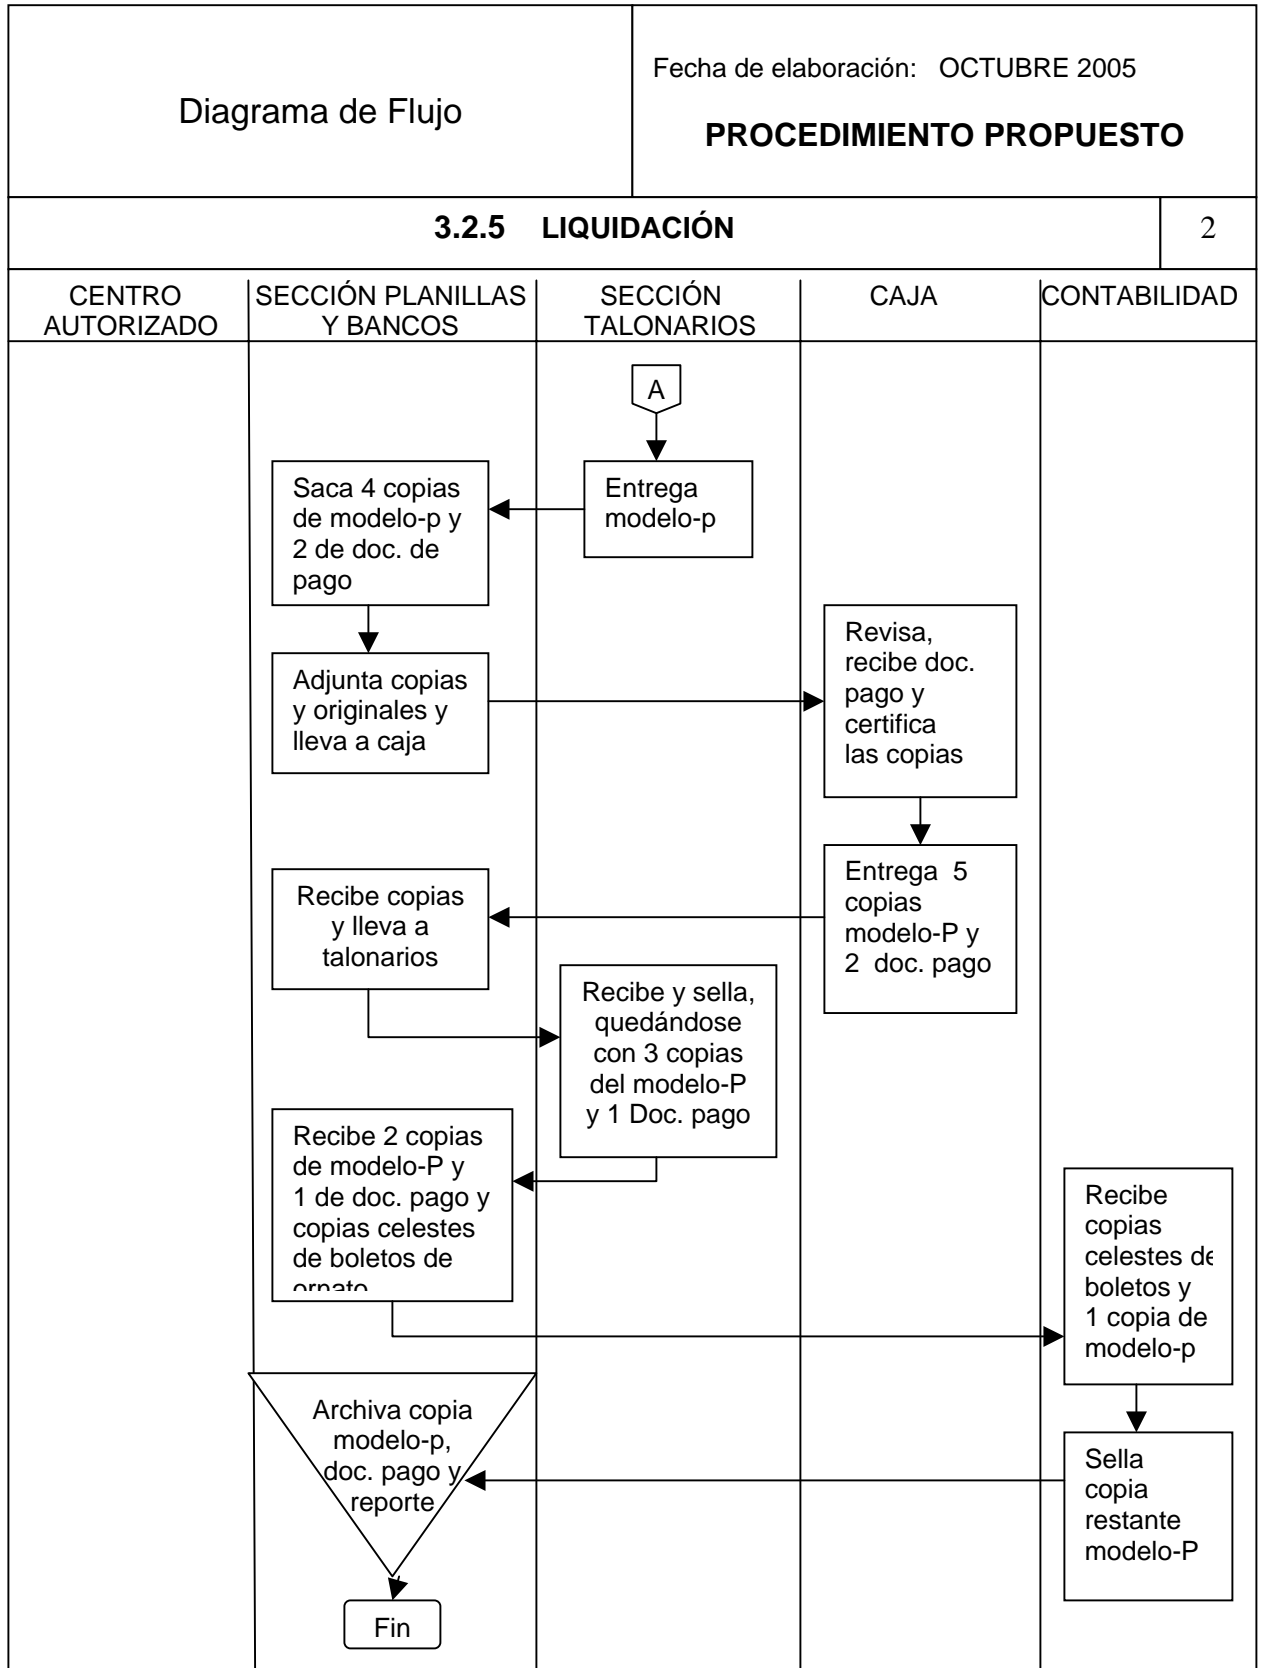 Diagrama de Flujo
Fecha de elaboración: OCTUBRE 2005
PROCEDIMIENTO PROPUESTO
3.2.5 LIQUIDACIÓN
2
CENTRO
AUTORIZADO
SECCIÓN PLANILLAS
Y BANCOS
SECCIÓN
TALONARIOS
CAJA
CONTABILIDAD
A
Entrega
modelo-p
Saca 4 copias
de modelo-p y
2 de doc. de
pago
Adjunta copias
y originales y
lleva a caja
Revisa,
recibe doc.
pago y
certifica
las copias
Entrega 5
copias
modelo-P y
2 doc. pago
Recibe copias
y lleva a
talonarios
Recibe y sella,
quedándose
con 3 copias
del modelo-P
y 1 Doc. pago
Recibe 2 copias
de modelo-P y
1 de doc. pago y
copias celestes
de boletos de
ornato
Recibe
copias
celestes de
boletos y
1 copia de
modelo-p
Sella
copia
restante
modelo-P
Archiva copia
modelo-p,
doc. pago y
reporte
Fin